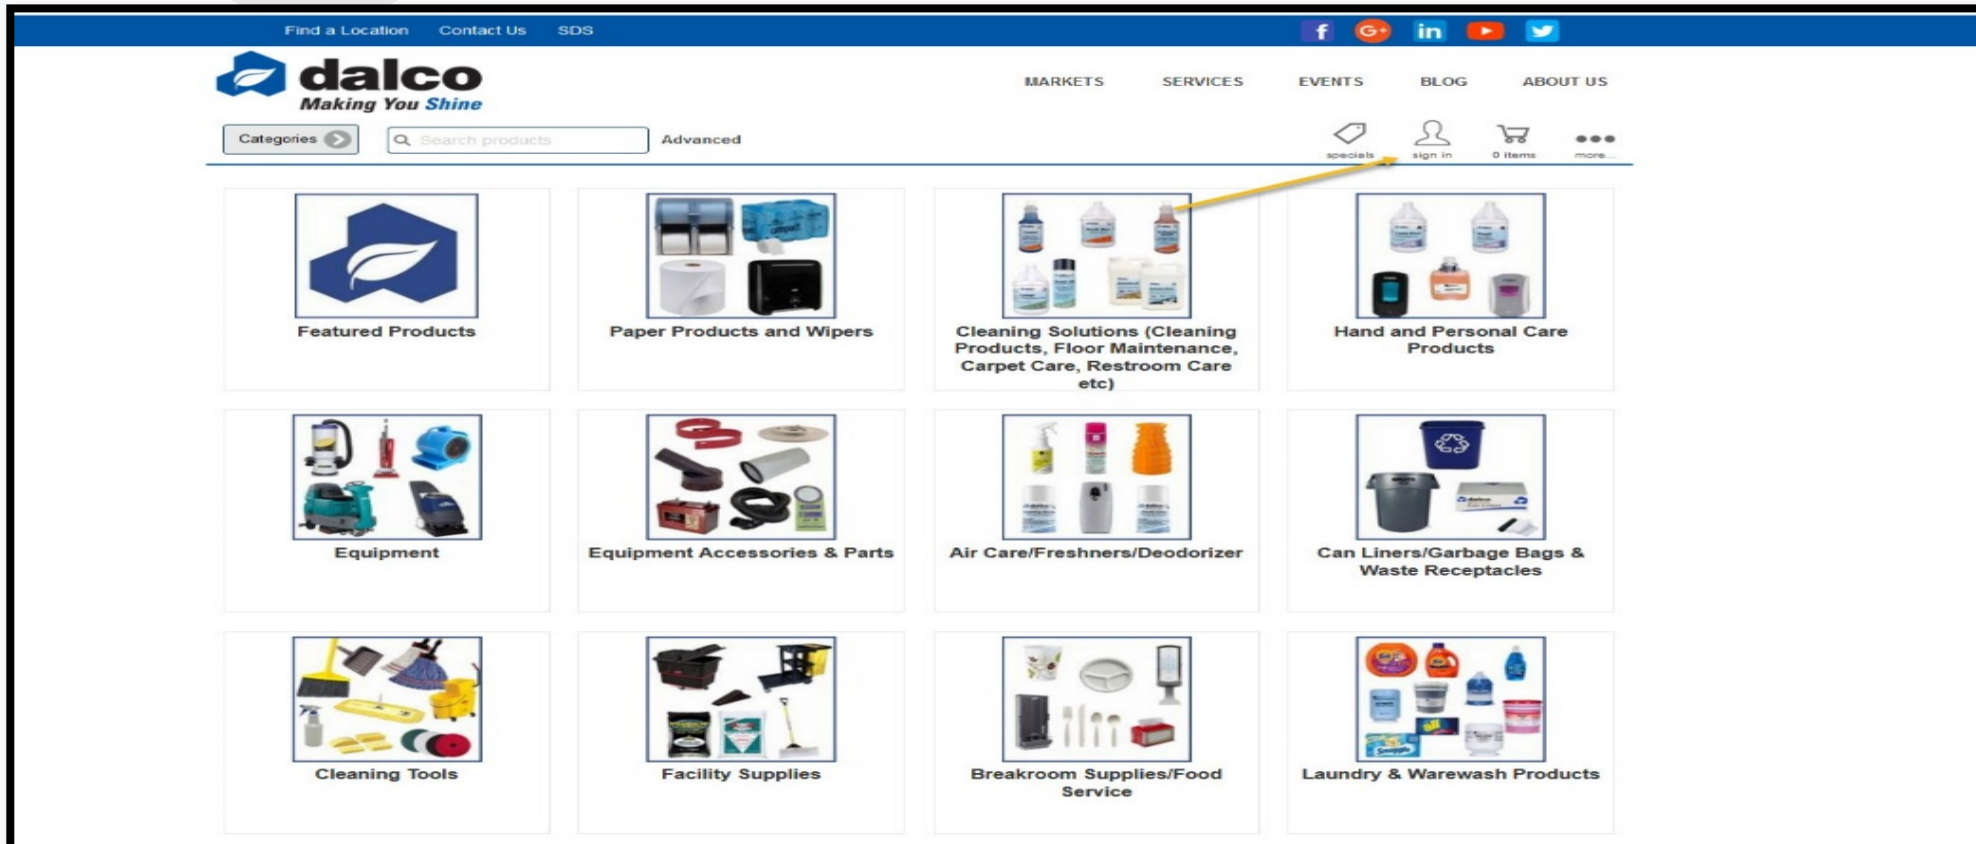 Find a Location Contact Us SDS
dalco
Making You Shine
MARKETS SERVICES EVENTS BLOG ABOUT US
Categories Search products Advanced
specials sign in 0 items more...
Featured Products
Paper Products and Wipers
Cleaning Solutions (Cleaning
Products, Floor Maintenance,
Carpet Care, Restroom Care
etc)
Hand and Personal Care
Products
Equipment
Equipment Accessories & Parts
Air Care/Freshners/Deodorizer
Can Liners/Garbage Bags &
Waste Receptacles
Cleaning Tools
Facility Supplies
Breakroom Supplies/Food
Service
Laundry & Warewash Products